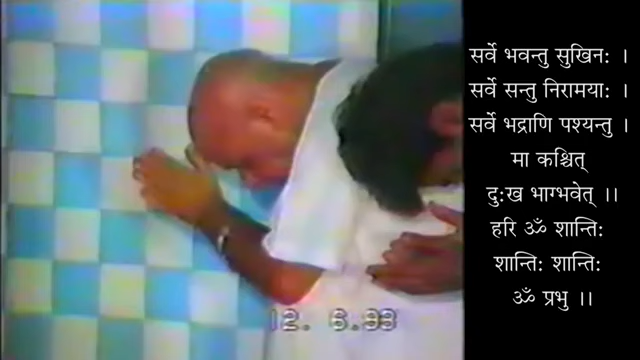 सर्वे भवन्तु सुखिनः ।
सर्वे सन्तु निरामयाः ।
सर्वे भद्राणि पश्यन्तु ।
मा कश्चित्
दुःख भाग्भवेत् ।।
हरि ॐ शान्तिः
शान्तिः शान्तिः
ॐ प्रभु ।।
12. 6.93